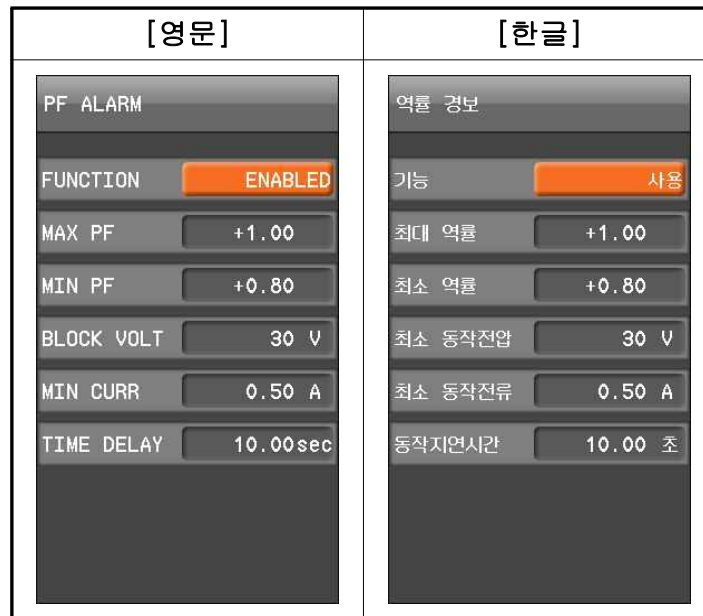 [영문] [한글]
PF ALARM
FUNCTION ENABLED
MAX PF +1.00
MIN PF +0.80
BLOCK VOLT 30 V
MIN CURR 0.50 A
TIME DELAY 10.00sec
역률 경보
기능 사용
최대 역률 +1.00
최소 역률 +0.80
최소 동작전압 30 V
최소 동작전류 0.50 A
동작지연시간 10.00 초